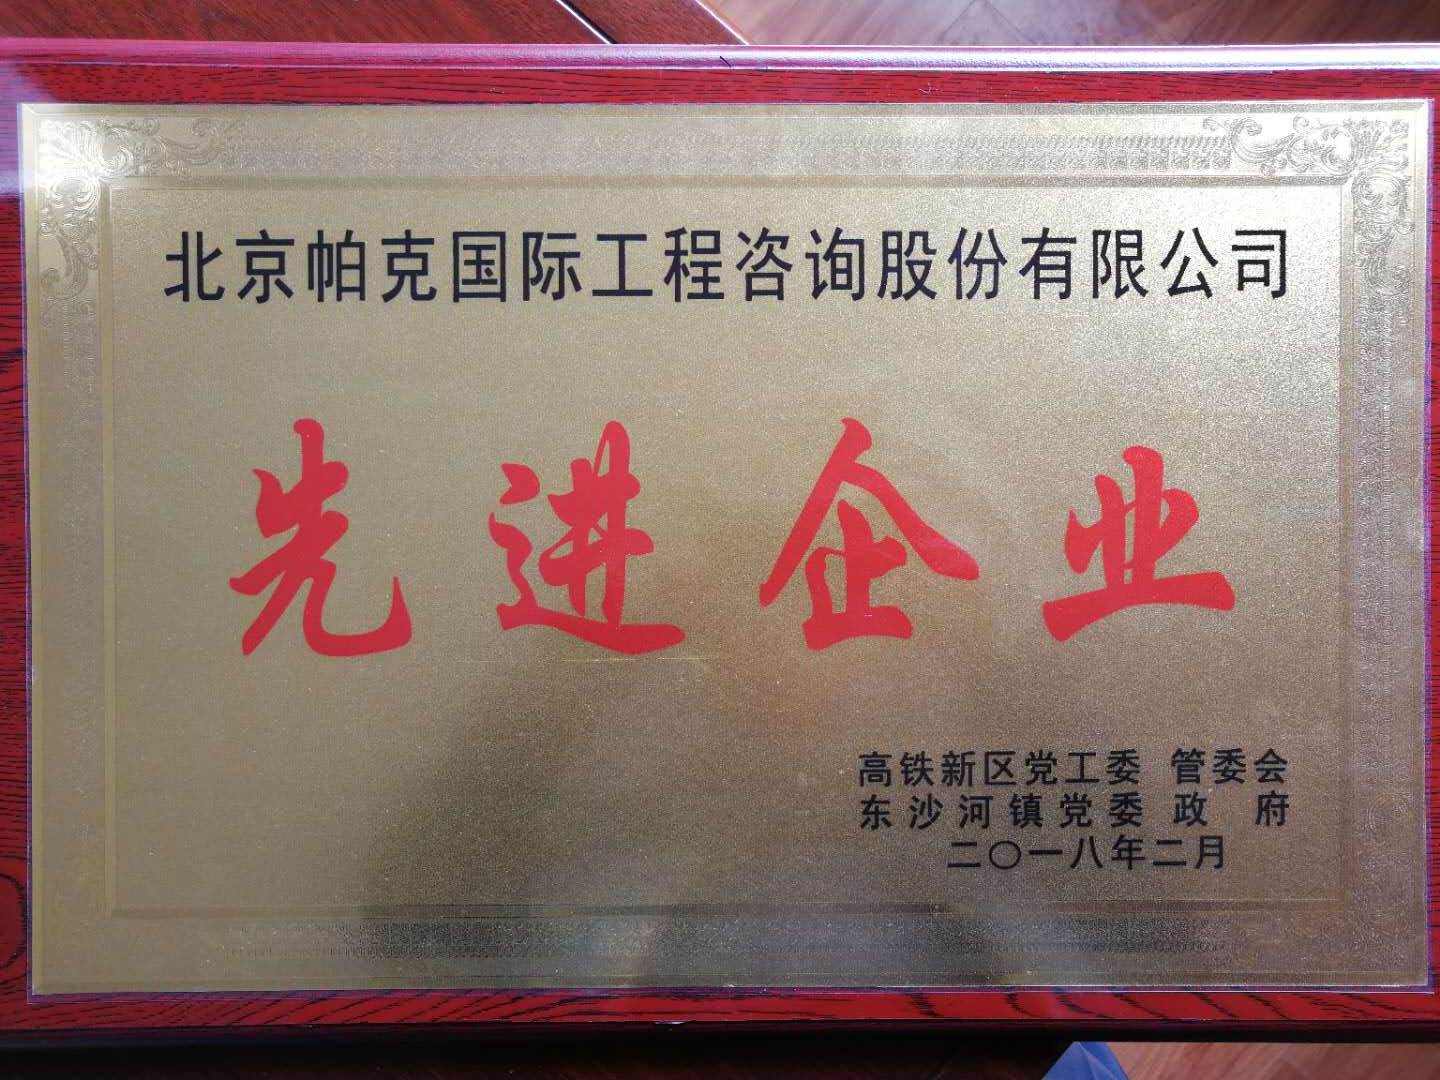 北京帕克国际工程咨询股份有限公司
先进企业
高铁新区党工委 管委会
东沙河镇党委 政 府
二〇一八年二月